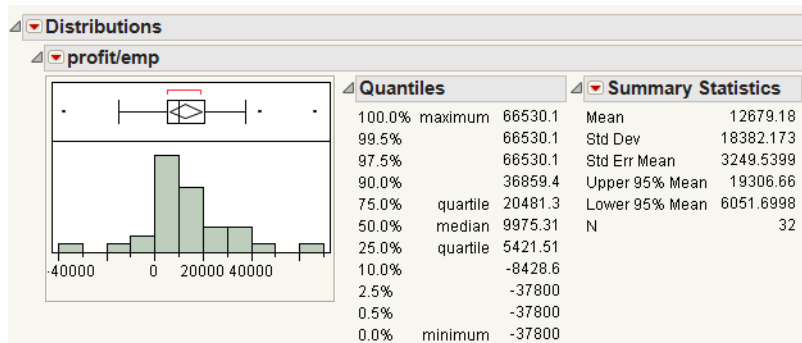 Distributions
profit/emp
-40000 0 20000 40000
Quantiles
100.0% maximum 66530.1
99.5% 66530.1
97.5% 66530.1
90.0% 36859.4
75.0% quartile 20481.3
50.0% median 9975.31
25.0% quartile 5421.51
10.0% -8428.6
2.5% -37800
0.5% -37800
0.0% minimum -37800
Summary Statistics
Mean 12679.18
Std Dev 18382.173
Std Err Mean 3249.5399
Upper 95% Mean 19306.66
Lower 95% Mean 6051.6998
N 32